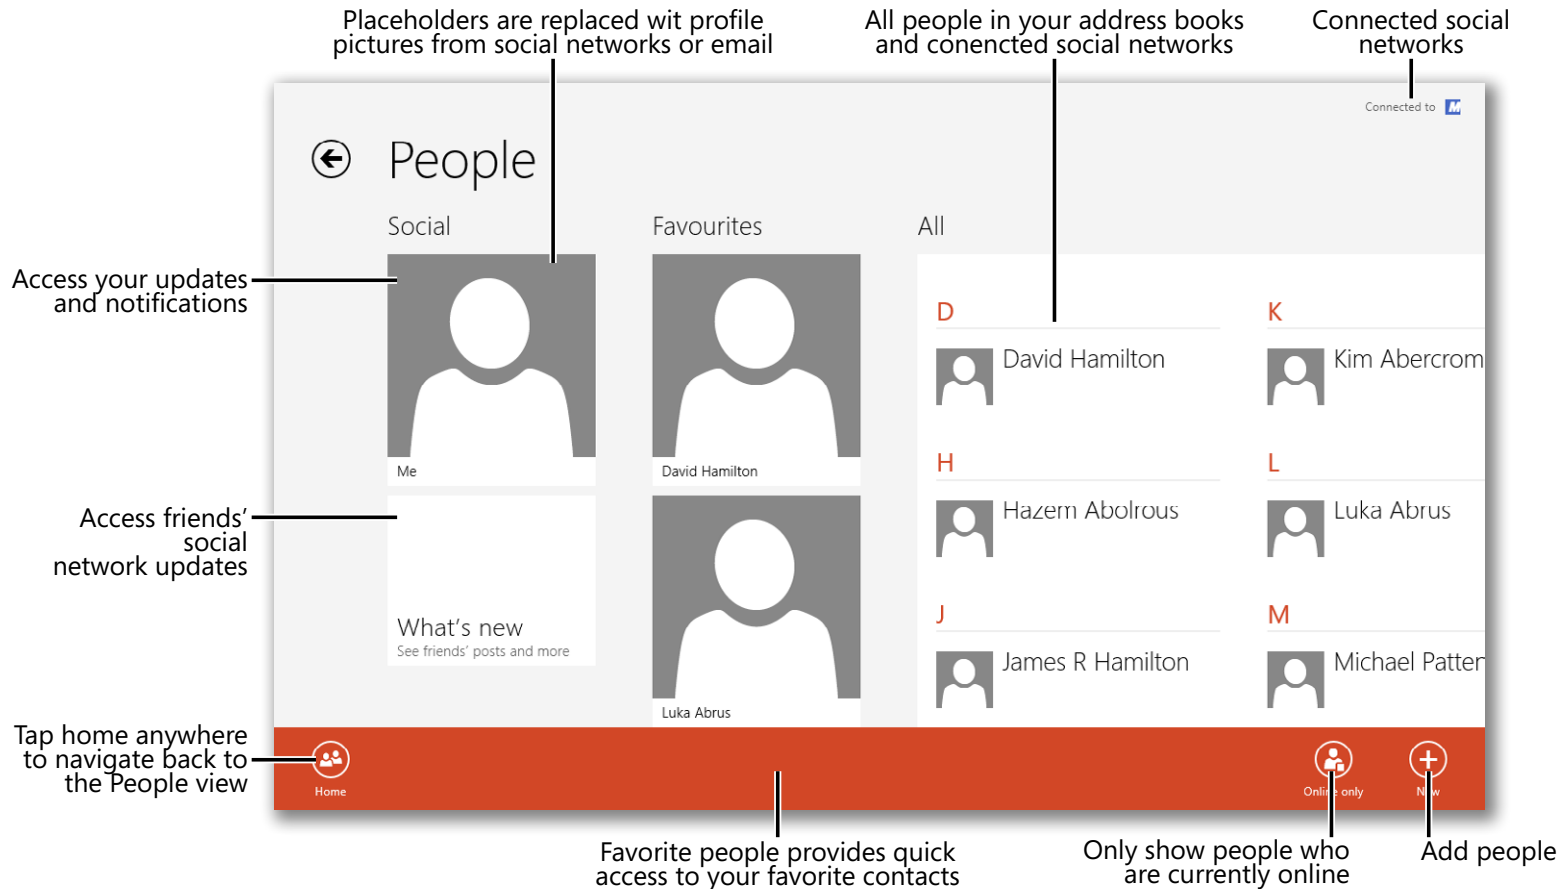 Placeholders are replaced wit profile
pictures from social networks or email
All people in your address books
and conencted social networks
Connected social
networks
Connected to
People
Social
Favourites
All
Access your updates
and notifications
D
K
David Hamilton
Kim Abercrom
Me
David Hamilton
H
L
Access friends’
social
network updates
Hazem Abolrous
Luka Abrus
What's new
See friends' posts and more
J
M
James R Hamilton
Michael Patter
Luka Abrus
Tap home anywhere
to navigate back to
the People view
Home
Online only
New
Favorite people provides quick
access to your favorite contacts
Only show people who
are currently online
Add people